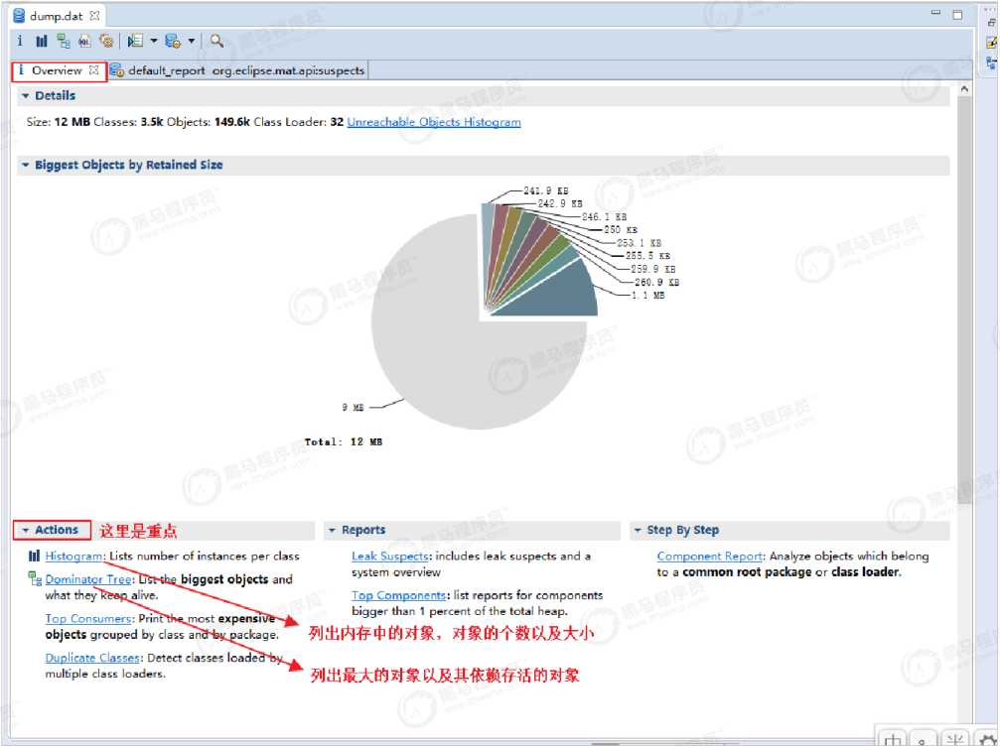 dump.dat
Overview
default_report org.eclipse.mat.api:suspects
Details
Size: 12 MB Classes: 3.5k Objects: 149.6k Class Loader: 32 Unreachable Objects Histogram
Biggest Objects by Retained Size
241.9 KB
242.9 KB
246.1 KB
250 KB
253.1 KB
255.5 KB
259.9 KB
260.9 KB
1.1 MB
9 MB
Total: 12 MB
Actions
这里是重点
Histogram: Lists number of instances per class
Dominator Tree: List the biggest objects and
what they keep alive.
Top Consumers: Print the most expensive
objects grouped by class and by package.
Duplicate Classes: Detect classes loaded by
multiple class loaders.
Reports
Leak Suspects: includes leak suspects and a
system overview
Top Components: list reports for components
bigger than 1 percent of the total heap.
列出内存中的对象，对象的个数以及大小
列出最大的对象以及其依赖存活的对象
Step By Step
Component Report: Analyze objects which belong
to a common root package or class loader.
黑马程序员
中